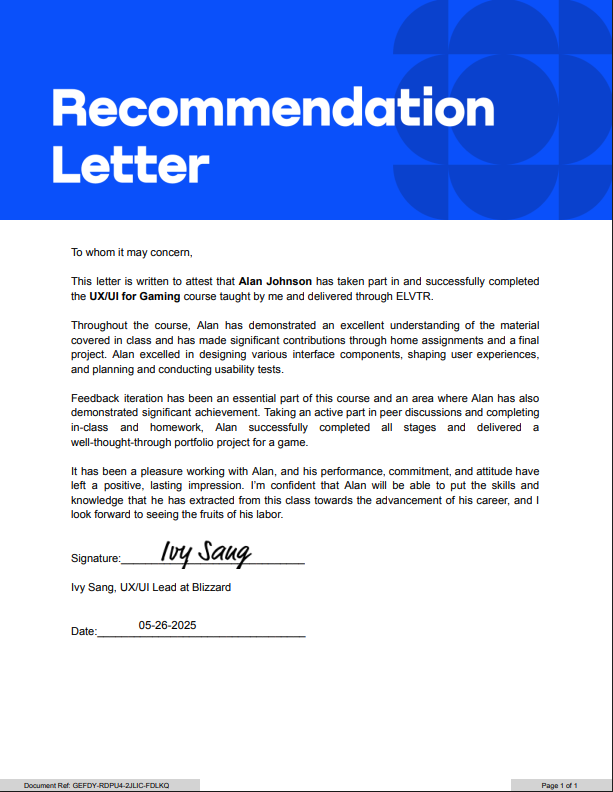 Recommendation
Letter
To whom it may concern,
This letter is written to attest that Alan Johnson has taken part in and successfully completed
the UX/UI for Gaming course taught by me and delivered through ELVTR.
Throughout the course, Alan has demonstrated an excellent understanding of the material
covered in class and has made significant contributions through home assignments and a final
project. Alan excelled in designing various interface components, shaping user experiences,
and planning and conducting usability tests.
Feedback iteration has been an essential part of this course and an area where Alan has also
demonstrated significant achievement. Taking an active part in peer discussions and completing
in-class and homework, Alan successfully completed all stages and delivered a
well-thought-through portfolio project for a game.
It has been a pleasure working with Alan, and his performance, commitment, and attitude have
left a positive, lasting impression. I’m confident that Alan will be able to put the skills and
knowledge that he has extracted from this class towards the advancement of his career, and I
look forward to seeing the fruits of his labor.
Signature: Ivy Sang
Ivy Sang, UX/UI Lead at Blizzard
Date: 05-26-2025
Document Ref: GEFDY-RDPU4-2JLIC-FDLKQ Page 1 of 1